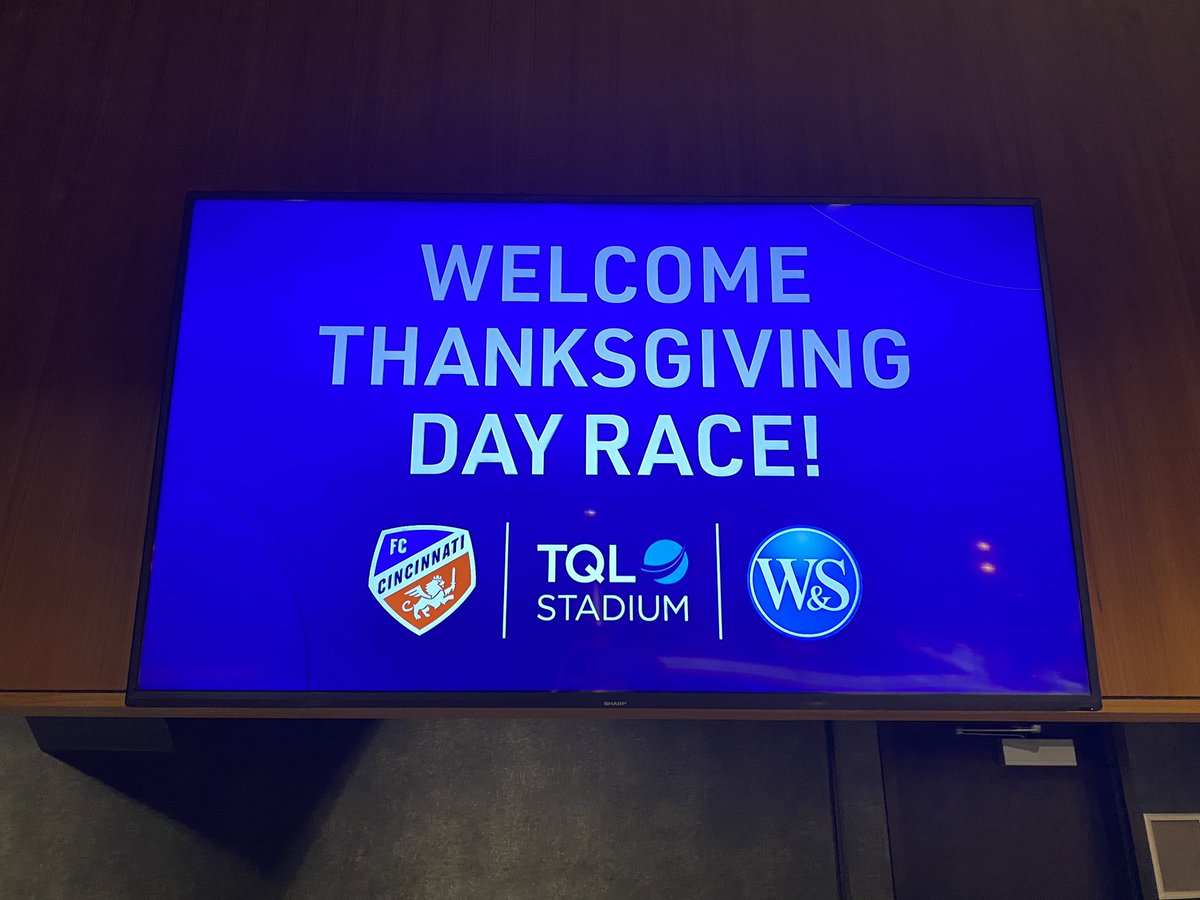 WELCOME
THANKSGIVING
DAY RACE!
FC
CINCINNATI
TQL
STADIUM
W&S
SHARP